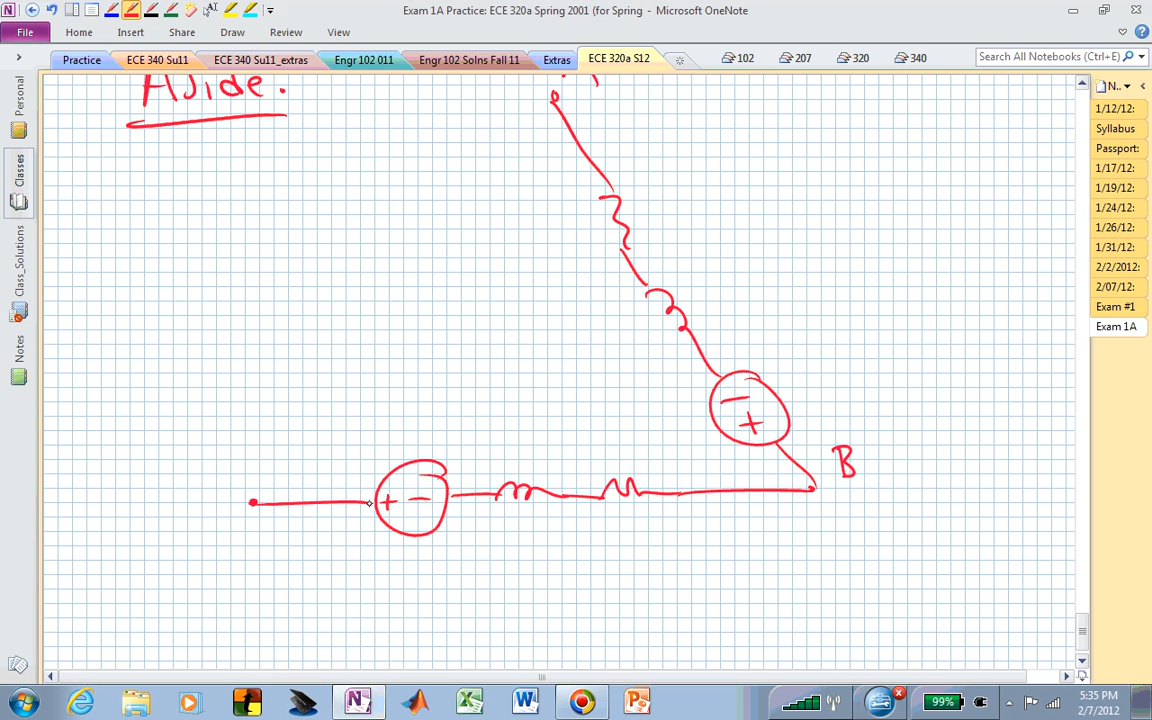 Exam 1A Practice: ECE 320a Spring 2001 (for Spring - Microsoft OneNote
File Home Insert Share Draw Review View
Practice ECE 340 Su11 ECE 340 Su11_extras Engr 102 011 Engr 102 Solns Fall 11 Extras ECE 320a S12 102 207 320 340 Search All Notebooks (Ctrl+E)
Personal
Classes
Class_Solutions
Notes
N..
1/12/12:
Syllabus
Passport:
1/17/12:
1/19/12:
1/24/12:
1/26/12:
1/31/12:
2/2/2012:
2/07/12:
Exam #1
Exam 1A
Aside:
− +
B
+ −
99%
5:35 PM
2/7/2012